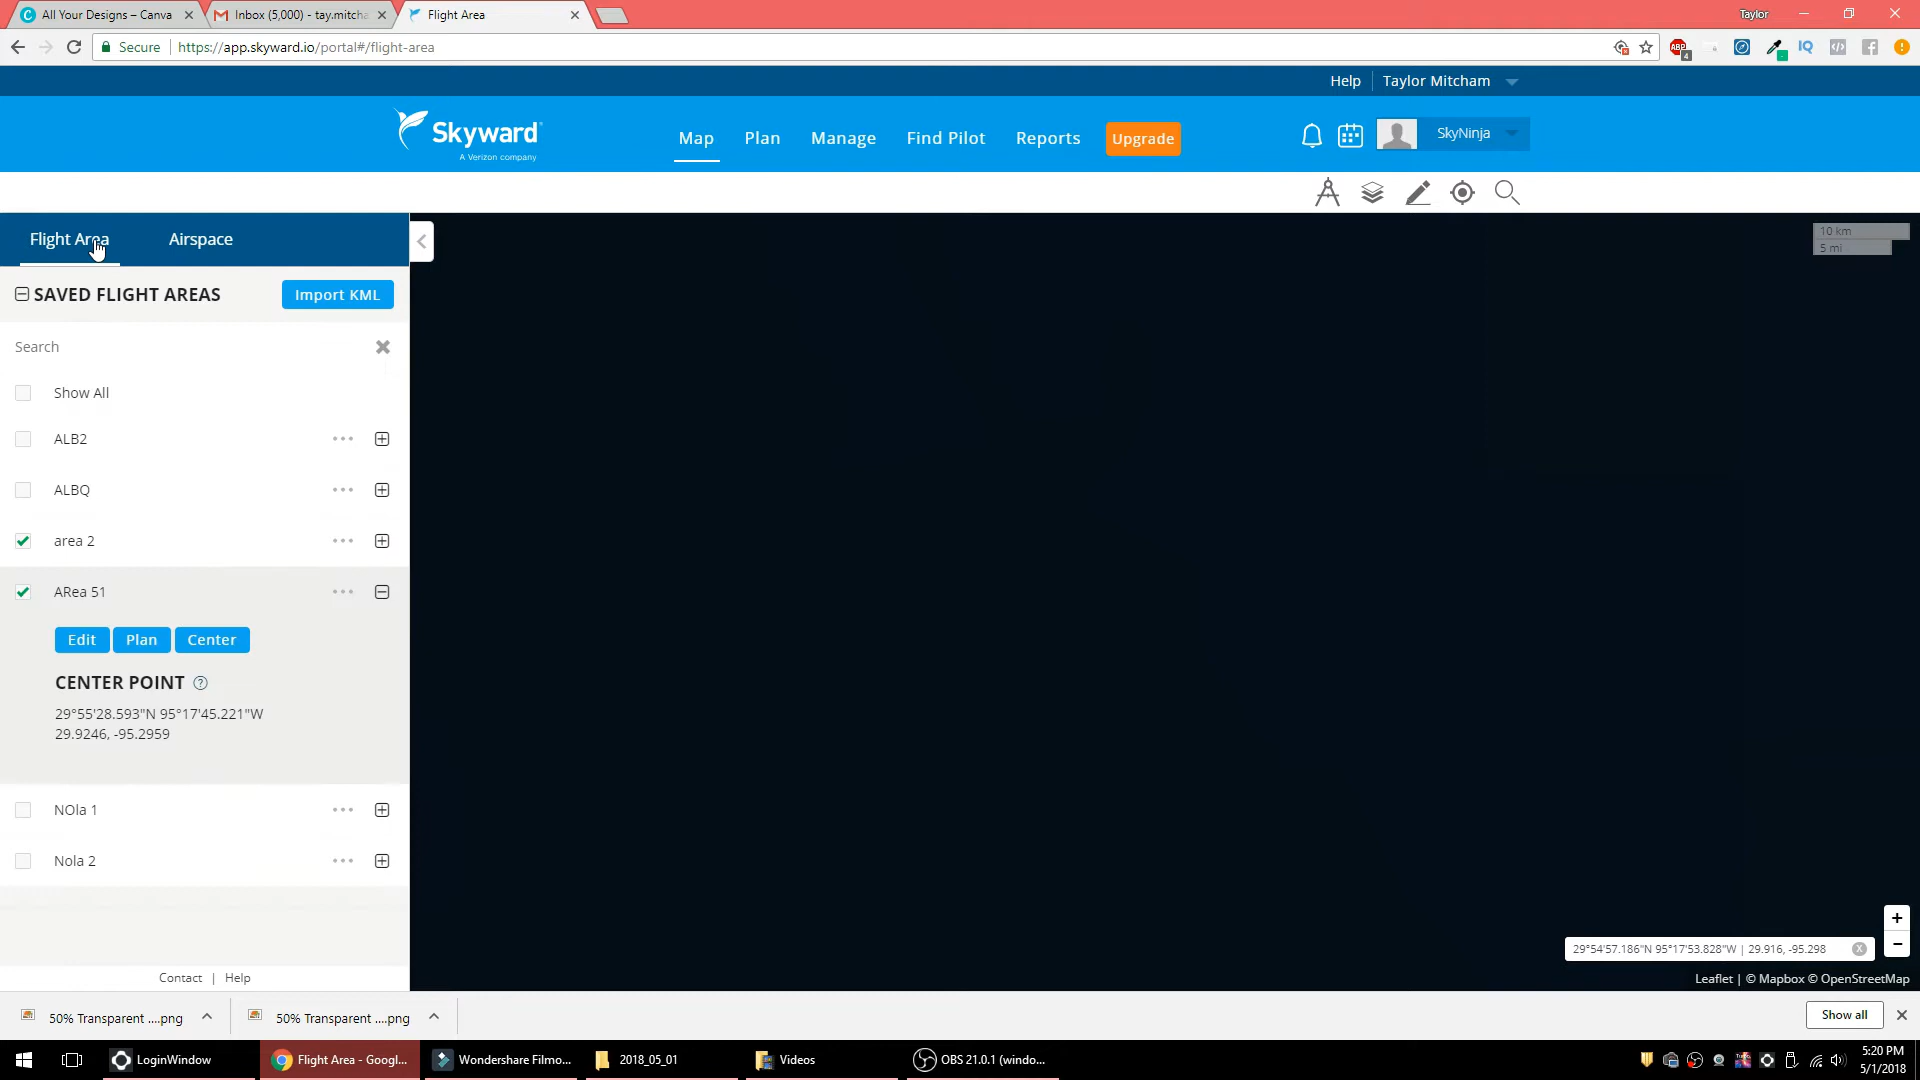 All Your Designs – Canva
Inbox (5,000) - tay.mitcha
Flight Area
Taylor
Secure
https://app.skyward.io/portal#/flight-area
ABP
4
IQ
Help
Taylor Mitcham
Skyward
A Verizon company
Map
Plan
Manage
Find Pilot
Reports
Upgrade
SkyNinja
Flight Area
Airspace
10 km
5 mi
SAVED FLIGHT AREAS
Import KML
Search
Show All
ALB2
ALBQ
area 2
ARea 51
Edit
Plan
Center
CENTER POINT
29°55'28.593"N 95°17'45.221"W
29.9246, -95.2959
NOla 1
Nola 2
+
−
29°54'57.186"N 95°17'53.828"W | 29.916, -95.298
Contact | Help
Leaflet | © Mapbox © OpenStreetMap
50% Transparent ....png
50% Transparent ....png
Show all
LoginWindow
Flight Area - Googl...
Wondershare Filmo...
2018_05_01
Videos
OBS 21.0.1 (windo...
5:20 PM
5/1/2018